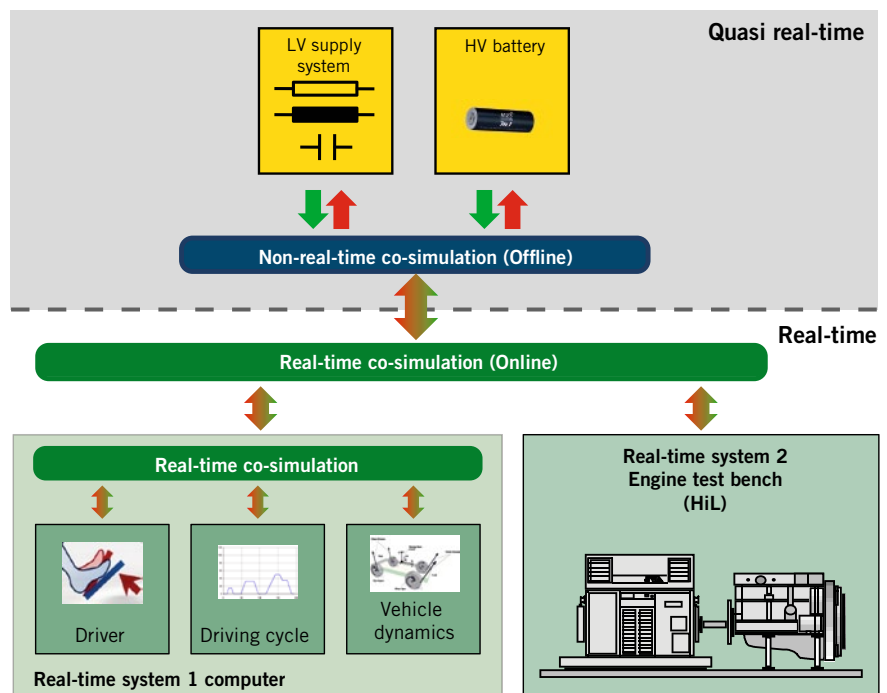 Quasi real-time
LV supply
system
HV battery
Non-real-time co-simulation (Offline)
Real-time
Real-time co-simulation (Online)
Real-time co-simulation
Driver
Driving cycle
Vehicle
dynamics
Real-time system 1 computer
Real-time system 2
Engine test bench
(HiL)